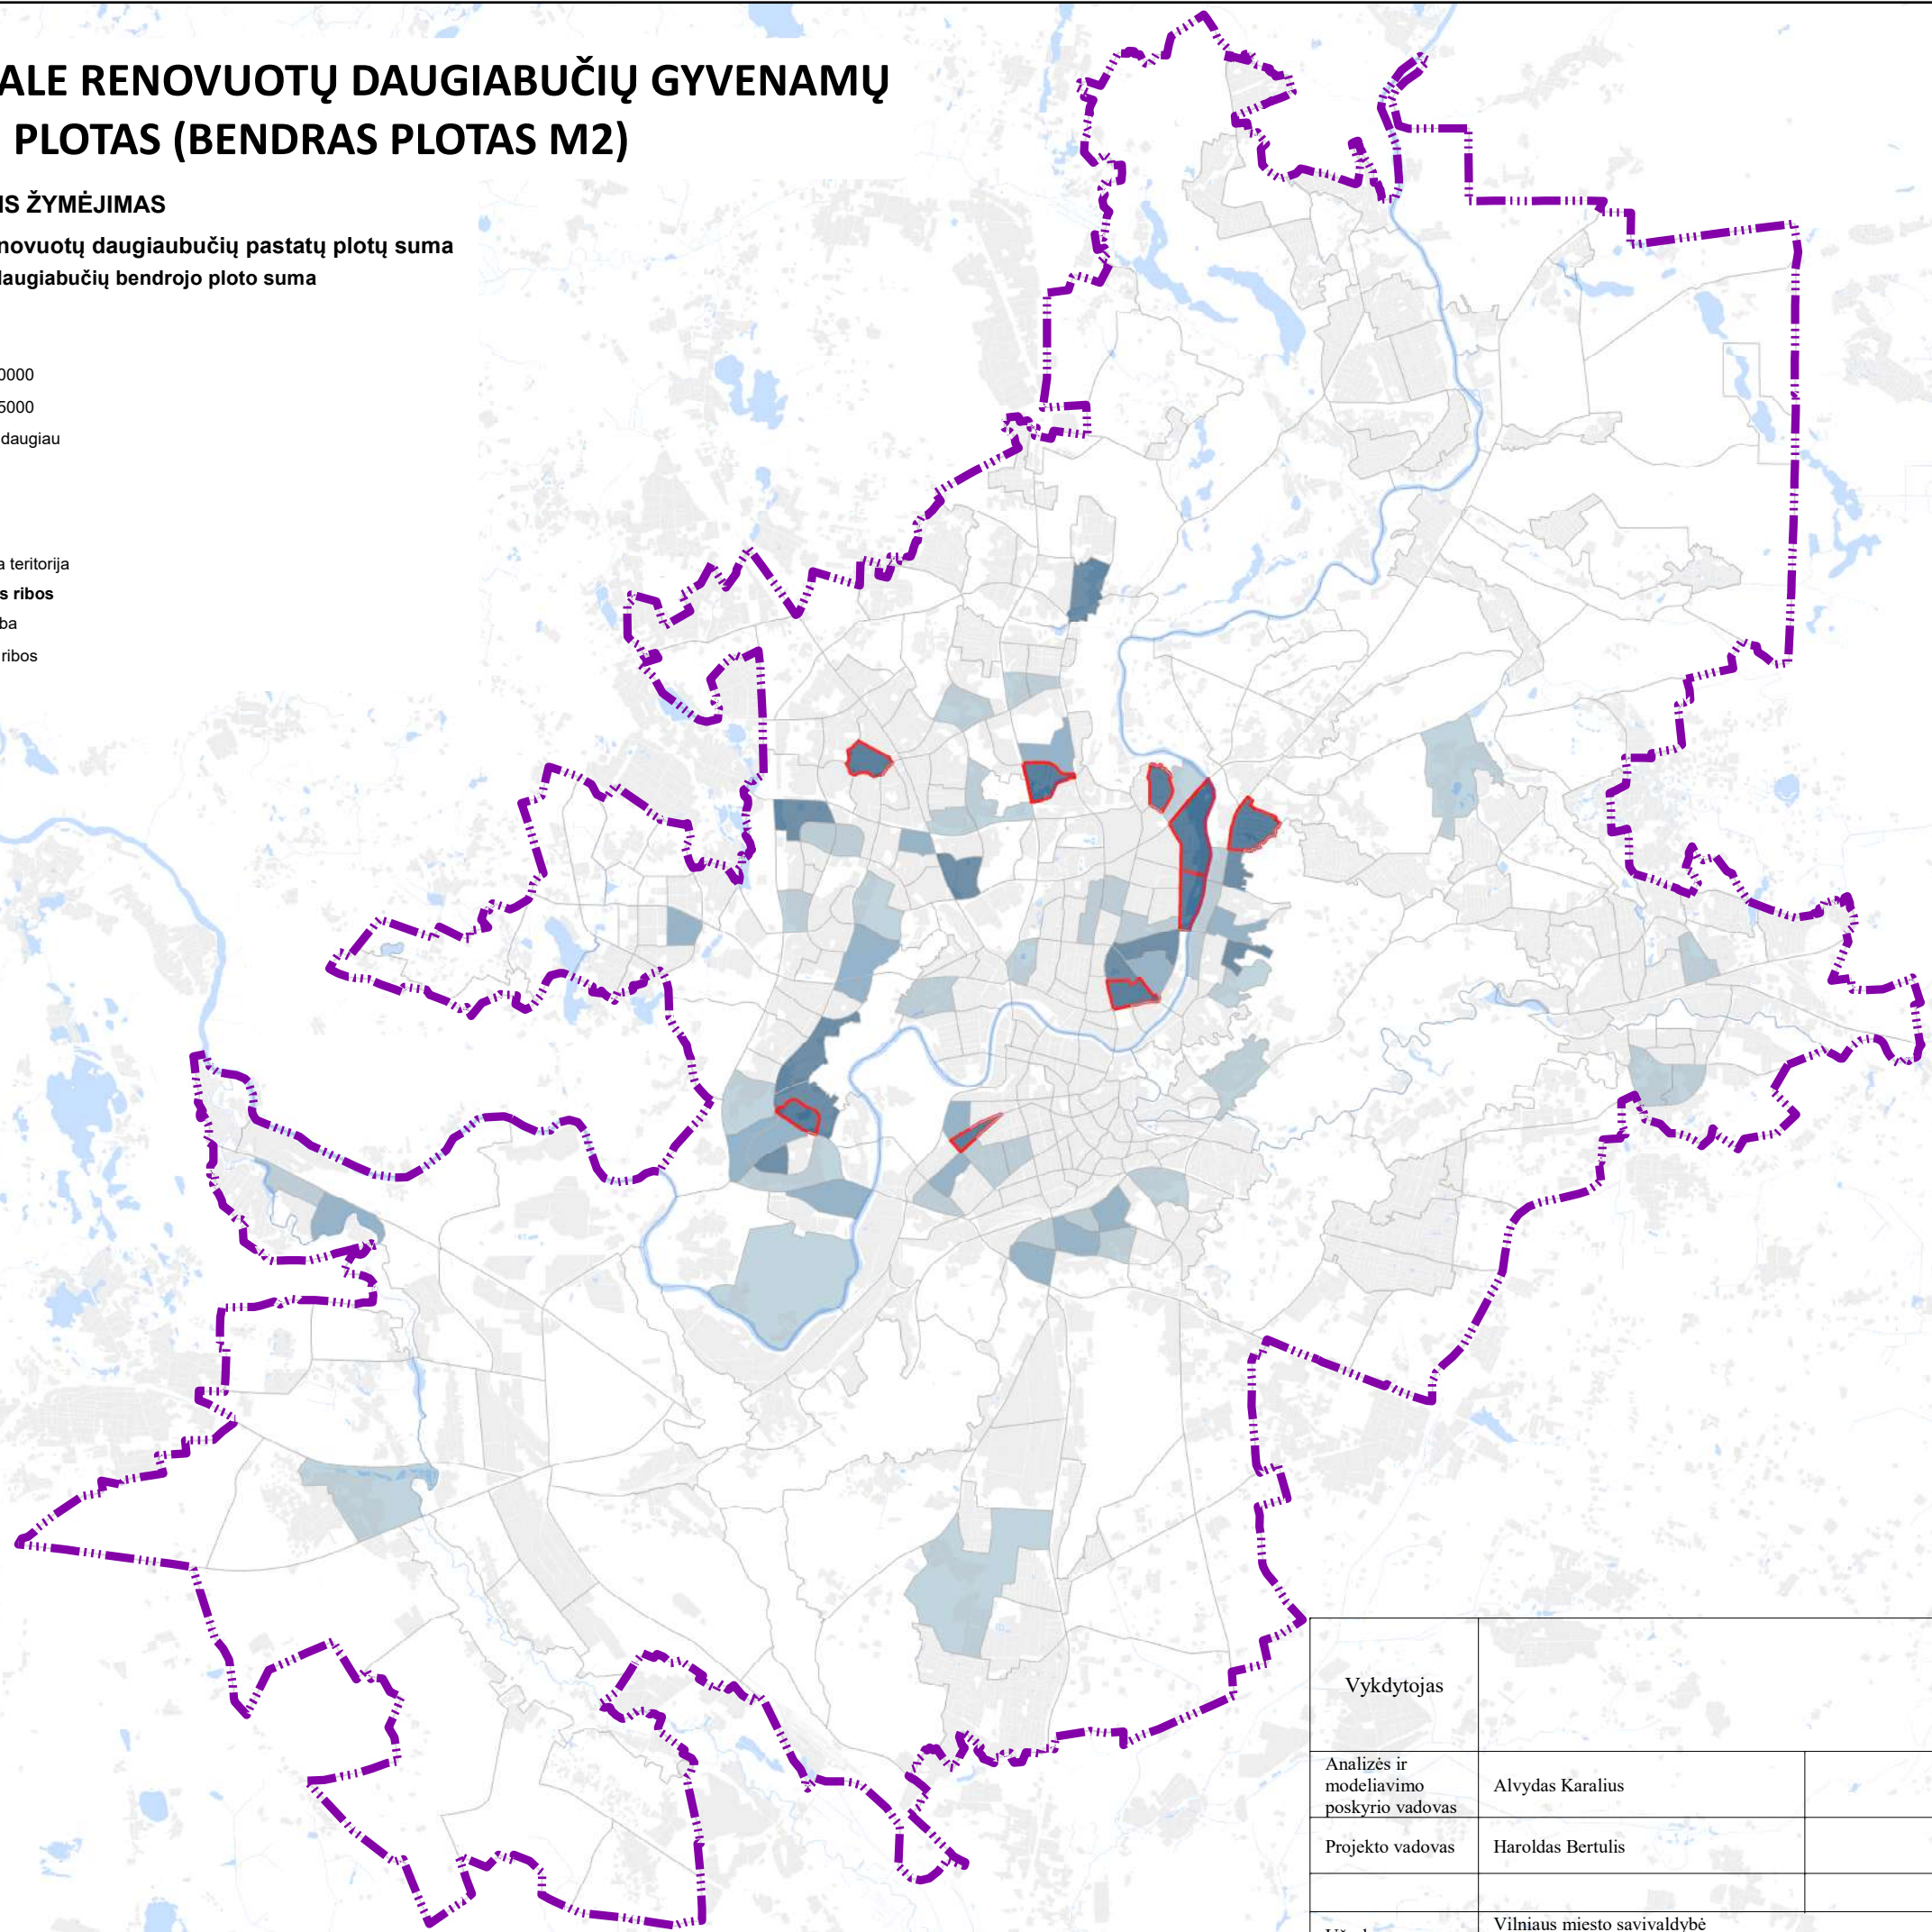 ALE RENOVUOTŲ DAUGIABUČIŲ GYVENAMŲ
PLOTAS (BENDRAS PLOTAS M2)
IS ŽYMĖJIMAS
novuotų daugiaubučių pastatų plotų suma
daugiabučių bendrojo ploto suma
0000
5000
daugiau
a teritorija
s ribos
ba
ribos
Vykdytojas
Analizės ir
modeliavimo
poskyrio vadovas
Alvydas Karalius
Projekto vadovas
Haroldas Bertulis
Vilniaus miesto savivaldybė